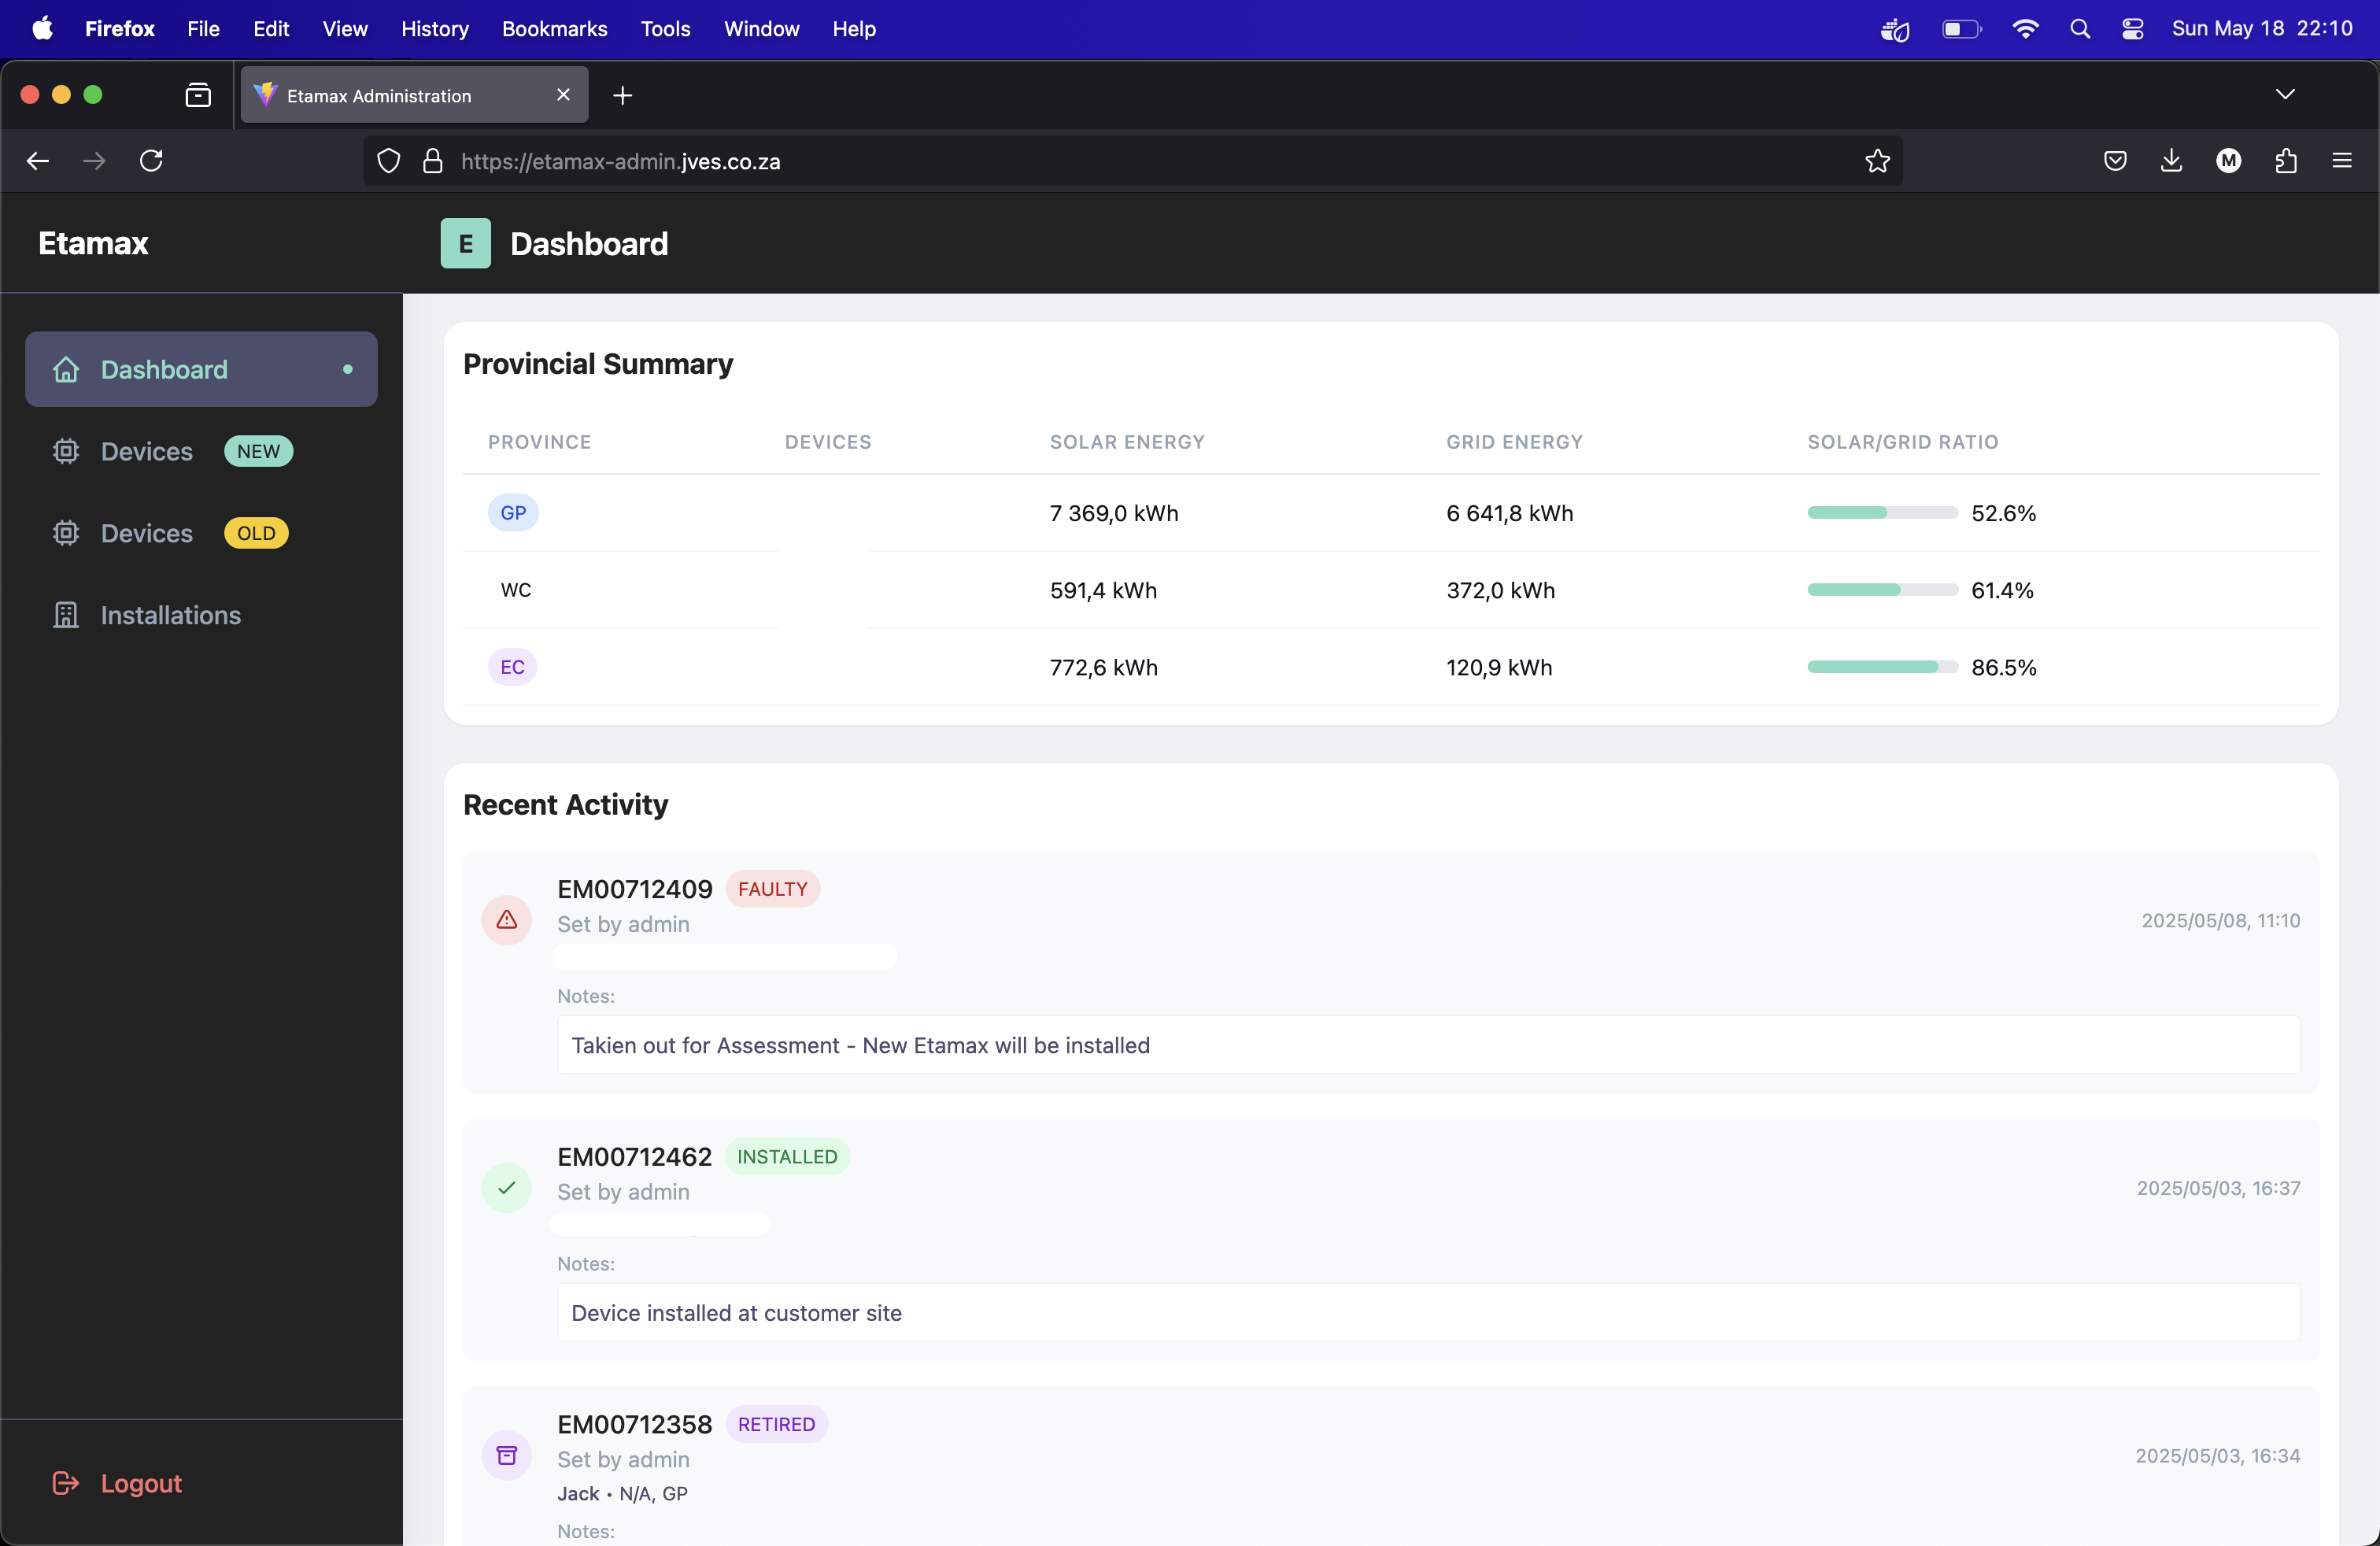 Firefox File Edit View History Bookmarks Tools Window Help Sun May 18 22:10
Etamax Administration
https://etamax-admin.jves.co.za
M
Etamax
E Dashboard
Dashboard
Devices NEW
Devices OLD
Installations
Logout
Provincial Summary
PROVINCE DEVICES SOLAR ENERGY GRID ENERGY SOLAR/GRID RATIO
GP 7 369,0 kWh 6 641,8 kWh 52.6%
WC 591,4 kWh 372,0 kWh 61.4%
EC 772,6 kWh 120,9 kWh 86.5%
Recent Activity
EM00712409 FAULTY
Set by admin
2025/05/08, 11:10
Notes:
Takien out for Assessment - New Etamax will be installed
EM00712462 INSTALLED
Set by admin
2025/05/03, 16:37
Notes:
Device installed at customer site
EM00712358 RETIRED
Set by admin
2025/05/03, 16:34
Jack • N/A, GP
Notes: